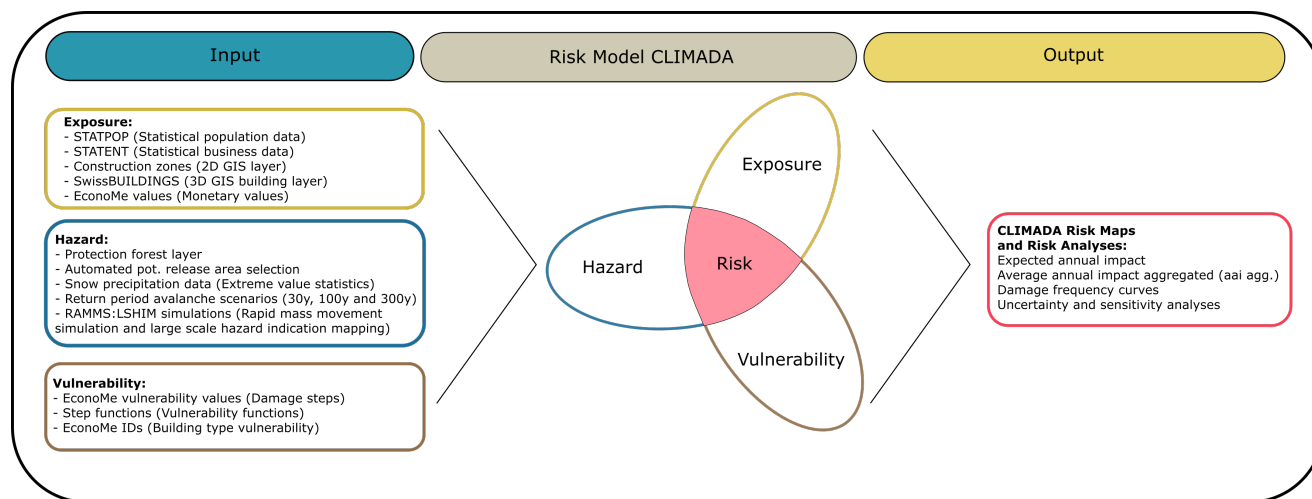 Input
Risk Model CLIMADA
Output
Exposure:
- STATPOP (Statistical population data)
- STATENT (Statistical business data)
- Construction zones (2D GIS layer)
- SwissBUILDINGS (3D GIS building layer)
- EconoMe values (Monetary values)
Hazard:
- Protection forest layer
- Automated pot. release area selection
- Snow precipitation data (Extreme value statistics)
- Return period avalanche scenarios (30y, 100y and 300y)
- RAMMS:LSHIM simulations (Rapid mass movement
simulation and large scale hazard indication mapping)
Vulnerability:
- EconoMe vulnerability values (Damage steps)
- Step functions (Vulnerability functions)
- EconoMe IDs (Building type vulnerability)
Exposure
Hazard
Risk
Vulnerability
CLIMADA Risk Maps
and Risk Analyses:
Expected annual impact
Average annual impact aggregated (aai agg.)
Damage frequency curves
Uncertainty and sensitivity analyses